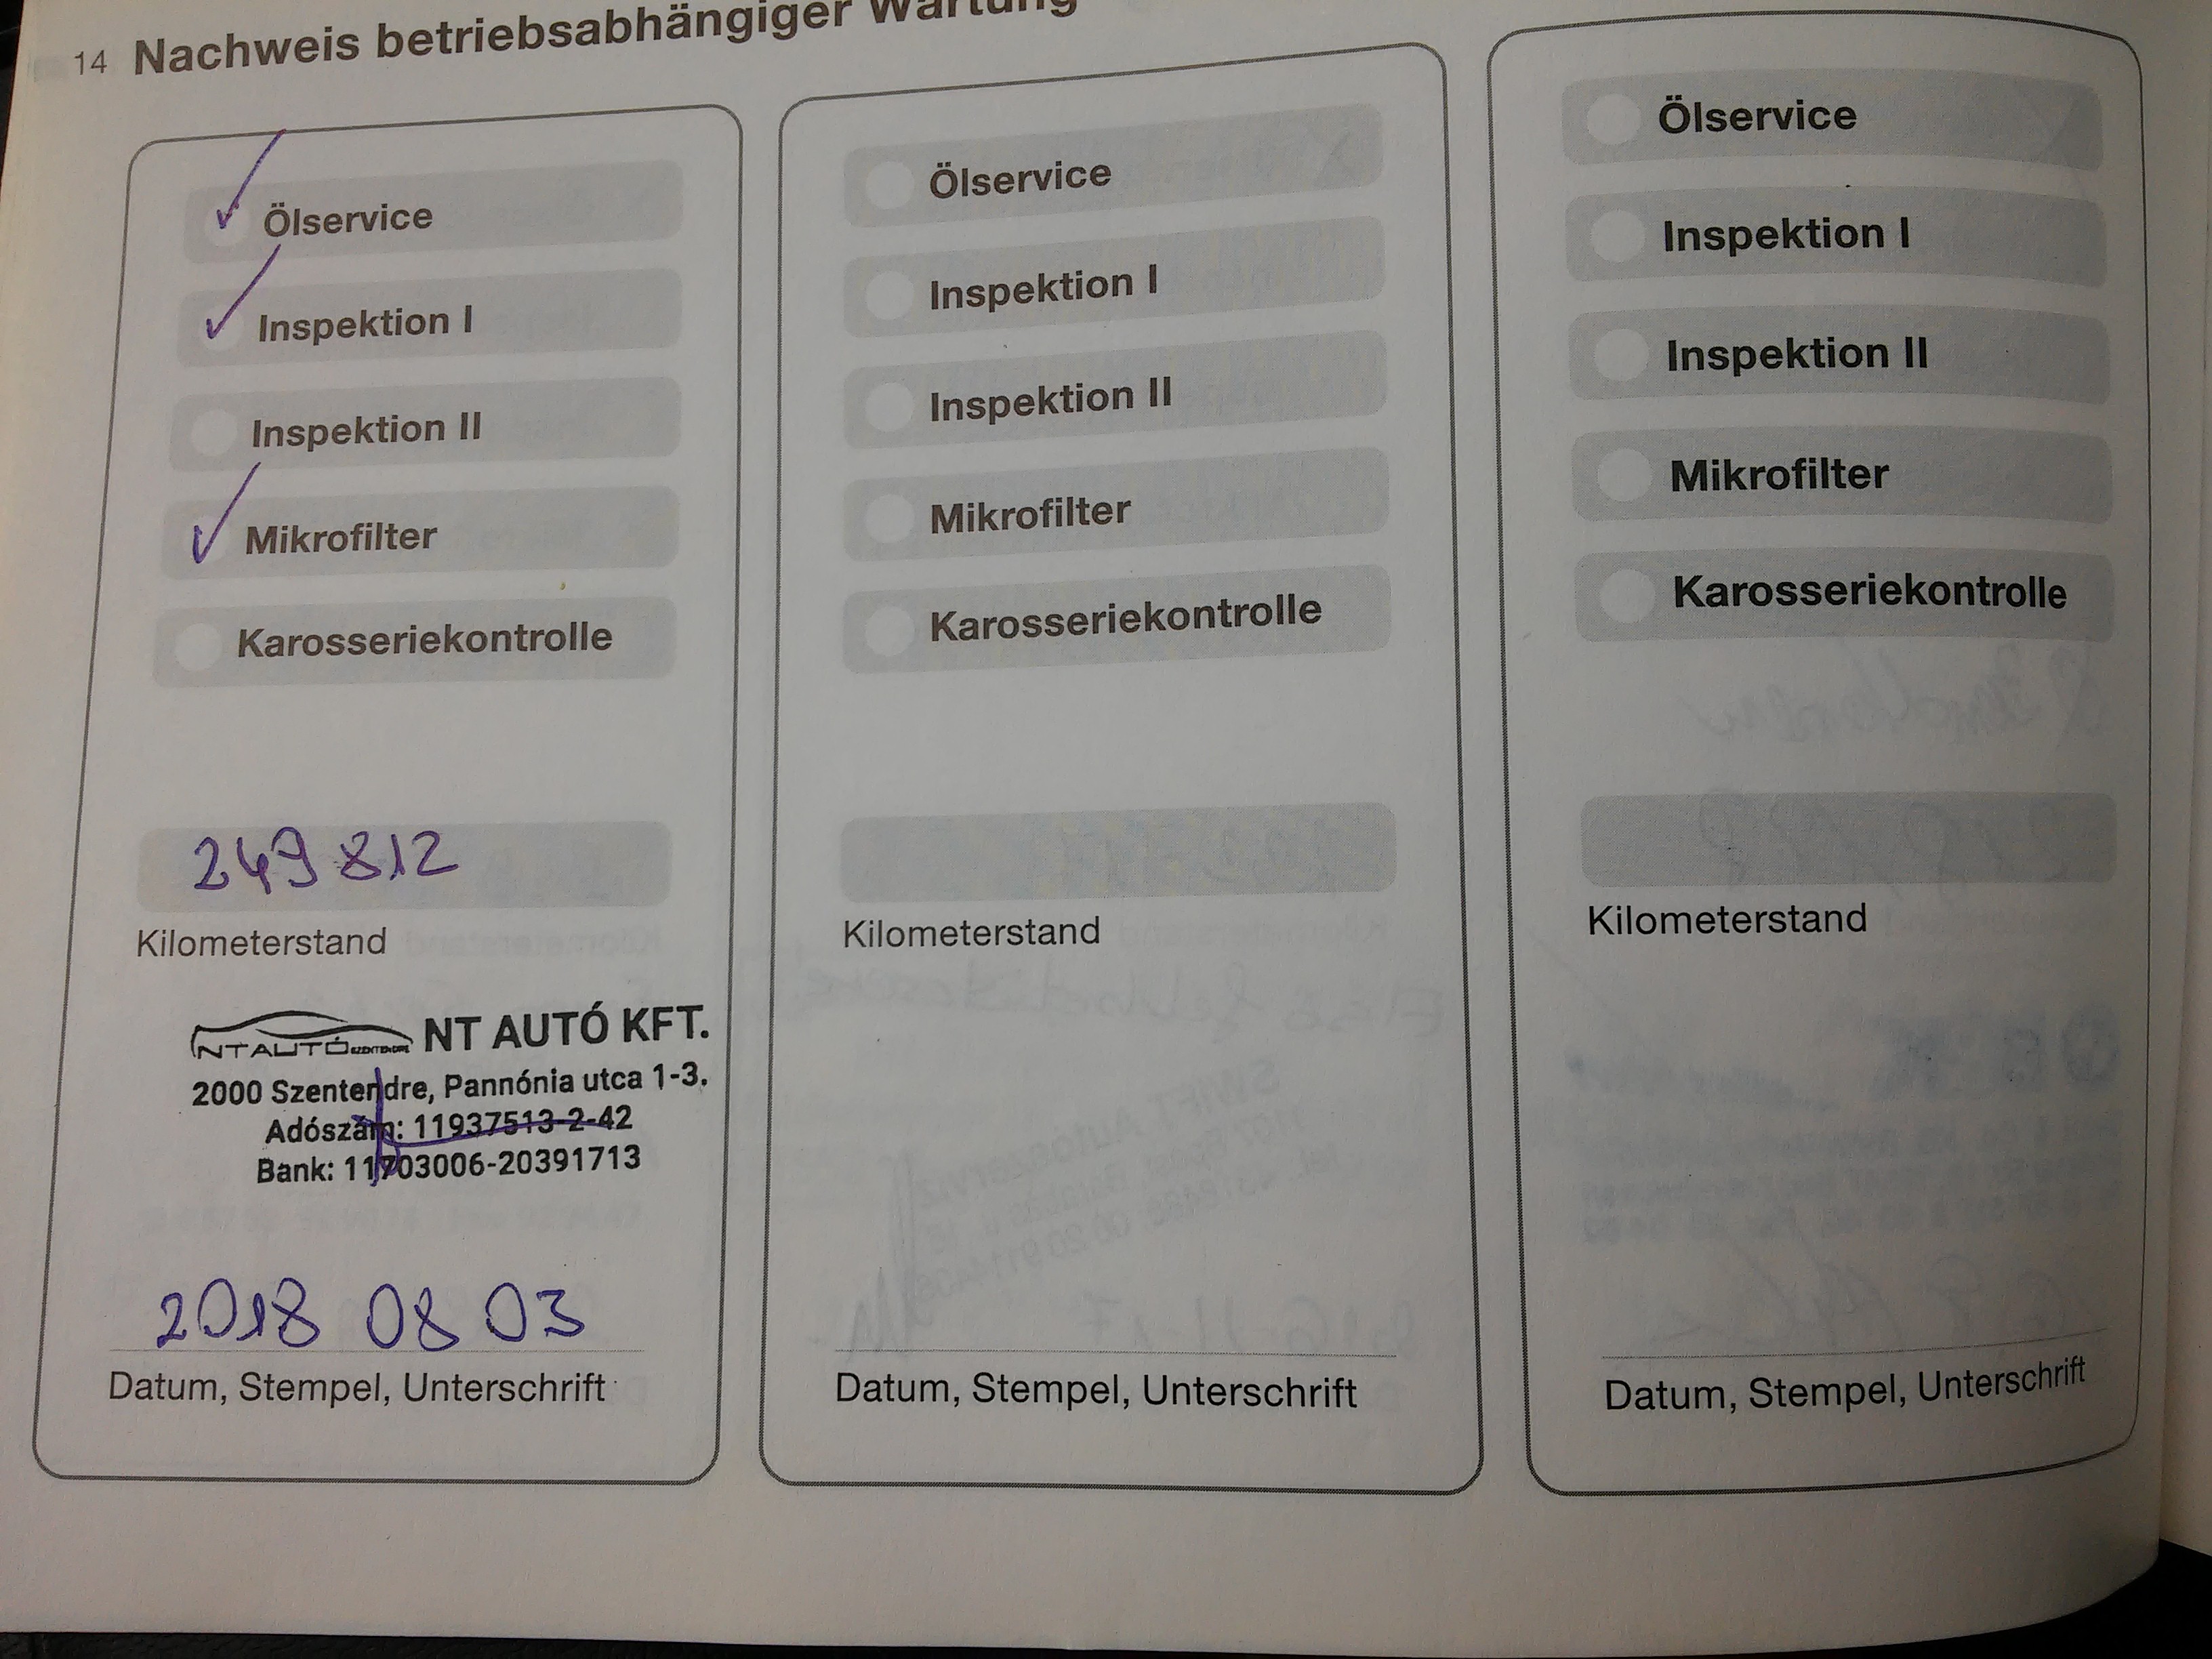 14 Nachweis betriebsabhängiger Wartung
Ölservice
Inspektion I
Inspektion II
Mikrofilter
Karosseriekontrolle
249 812
Kilometerstand
NTAUTÓ SZENTENDRE NT AUTÓ KFT.
2000 Szentendre, Pannónia utca 1-3.
Adószám: 11937513-2-42
Bank: 11703006-20391713
2018 08 03
Datum, Stempel, Unterschrift
Ölservice
Inspektion I
Inspektion II
Mikrofilter
Karosseriekontrolle
Kilometerstand
Datum, Stempel, Unterschrift
Ölservice
Inspektion I
Inspektion II
Mikrofilter
Karosseriekontrolle
Kilometerstand
Datum, Stempel, Unterschrift